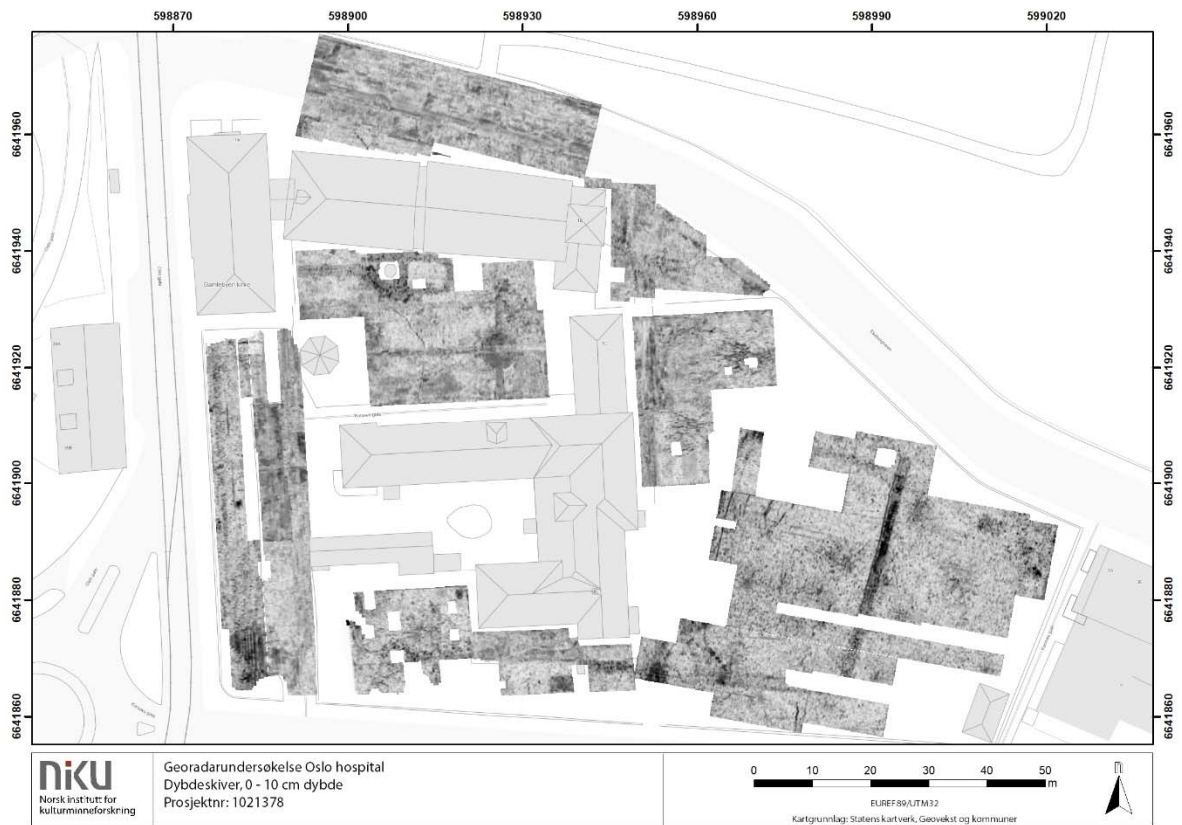 598870 598900 598930 598960 598990 599020
6641960 6641960
6641940 6641940
6641920 6641920
6641900 6641900
6641880 6641880
6641860 6641860
Gamlebyen kirke
niku
Norsk institutt for
kulturminneforskning
Georadarundersøkelse Oslo hospital
Dybdeskiver, 0 - 10 cm dybde
Prosjektnr: 1021378
0 10 20 30 40 50
m
EUREF89/UTM32
Kartgrunnlag: Statens kartverk, Geovekst og kommuner
n